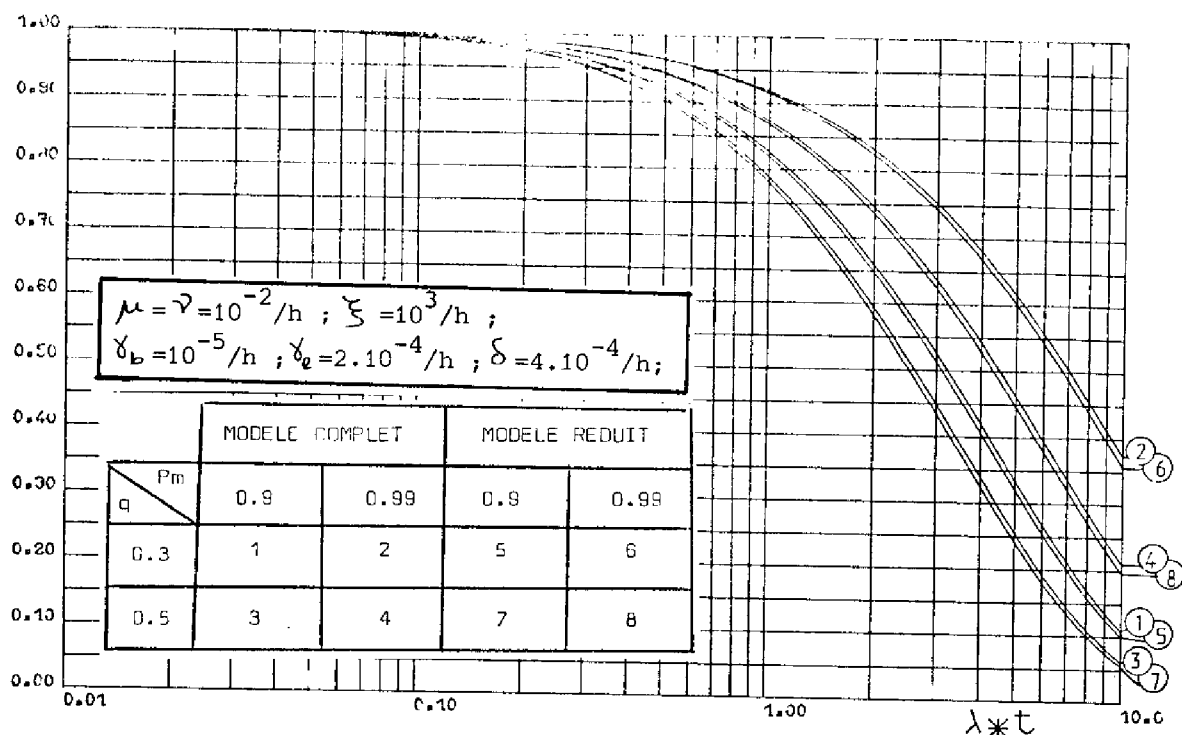 1.00
0.90
0.80
0.70
0.60
0.50
0.40
0.30
0.20
0.10
0.00
μ = ν =10⁻²/h ; ξ =10³/h ;
γb =10⁻⁵/h ; γℓ =2.10⁻⁴/h ; δ =4.10⁻⁴/h;
MODELE COMPLET MODELE REDUIT
Pm
q
0.9 0.99 0.9 0.99
0.3 1 2 5 6
0.5 3 4 7 8
2
6
4
8
1
5
3
7
0.01 0.10 1.00 10.0
λ*t